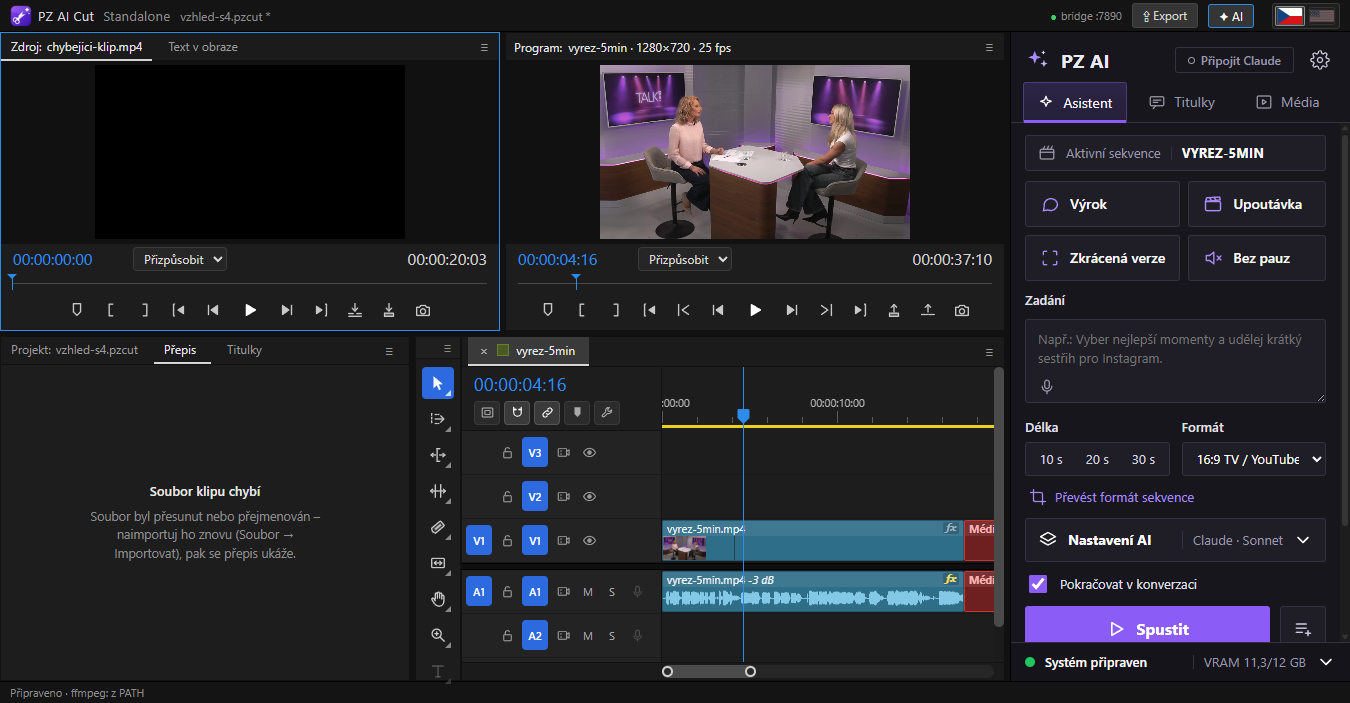 PZ AI Cut Standalone vzhled-s4.pzcut *
bridge :7890
Export
AI
Zdroj: chybejici-klip.mp4
Text v obraze
Program: vyrez-5min · 1280×720 · 25 fps
TALK!
00:00:00:00
Přizpůsobit
00:00:20:03
00:00:04:16
Přizpůsobit
00:00:37:10
Projekt: vzhled-s4.pzcut
Přepis
Titulky
Soubor klipu chybí
Soubor byl přesunut nebo přejmenován –
naimportuj ho znovu (Soubor →
Importovat), pak se přepis ukáže.
× vyrez-5min
00:00:04:16
:00:00
00:00:10:00
V3
V2
V1 V1
vyrez-5min.mp4
fx
Médi
A1 A1 M S
vyrez-5min.mp4 -3 dB
fx
Médi
A2 M S
T
PZ AI
Připojit Claude
Asistent
Titulky
Média
Aktivní sekvence VYREZ-5MIN
Výrok
Upoutávka
Zkrácená verze
Bez pauz
Zadání
Např.: Vyber nejlepší momenty a udělej krátký
sestřih pro Instagram.
Délka
Formát
10 s 20 s 30 s
16:9 TV / YouTube
Převést formát sekvence
Nastavení AI
Claude · Sonnet
Pokračovat v konverzaci
Spustit
Systém připraven
VRAM 11,3/12 GB
Připraveno · ffmpeg: z PATH